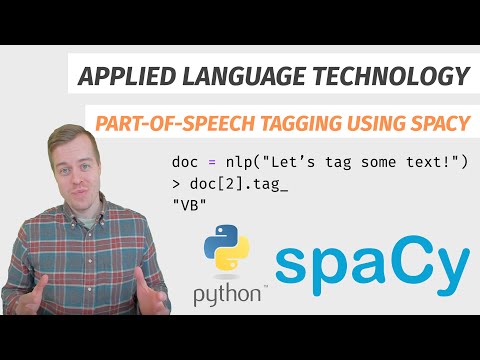 APPLIED LANGUAGE TECHNOLOGY
PART-OF-SPEECH TAGGING USING SPACY
doc = nlp("Let’s tag some text!")
> doc[2].tag_
"VB"
python™
spaCy